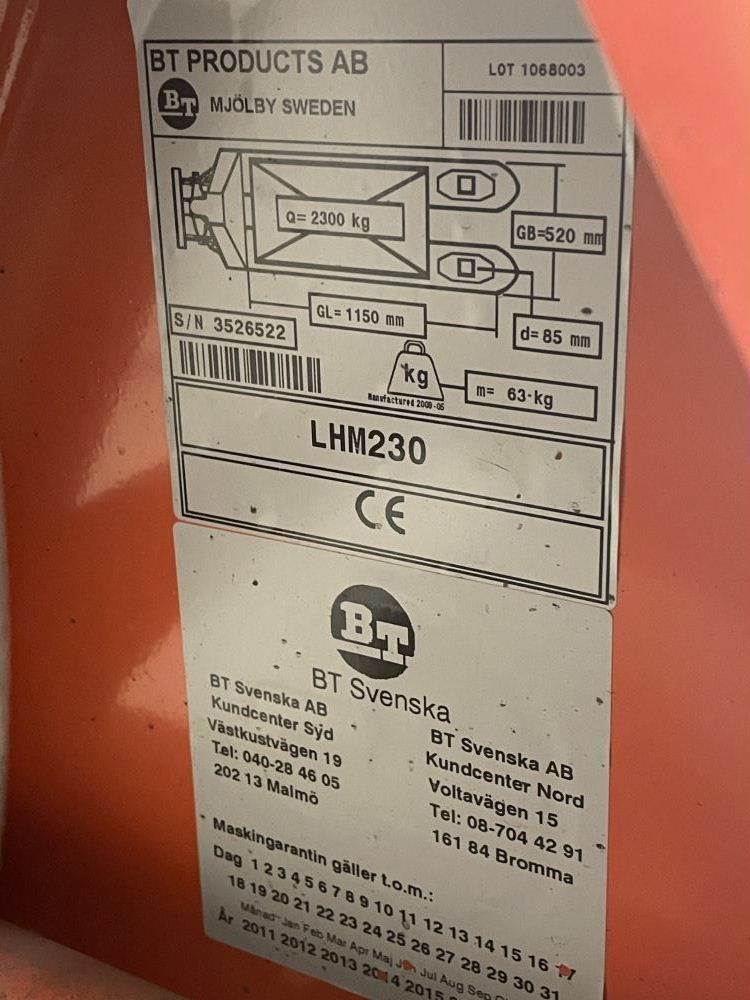 BT PRODUCTS AB
BT MJÖLBY SWEDEN
LOT 1068003
Q= 2300 kg
GB=520 mm
GL= 1150 mm
d= 85 mm
S/N 3526522
kg
Manufactured 2009-05
m= 63-kg
LHM230
CE
BT
BT Svenska
BT Svenska AB
Kundcenter Syd
Västkustvägen 19
Tel: 040-28 46 05
202 13 Malmö
BT Svenska AB
Kundcenter Nord
Voltavägen 15
Tel: 08-704 42 91
161 84 Bromma
Maskingarantin gäller t.o.m.:
Dag 1 2 3 4 5 6 7 8 9 10 11 12 13 14 15 16 17
18 19 20 21 22 23 24 25 26 27 28 29 30 31
Månad Jan Feb Mar Apr Maj Jun Jul Aug Sep
År 2011 2012 2013 2014 2015